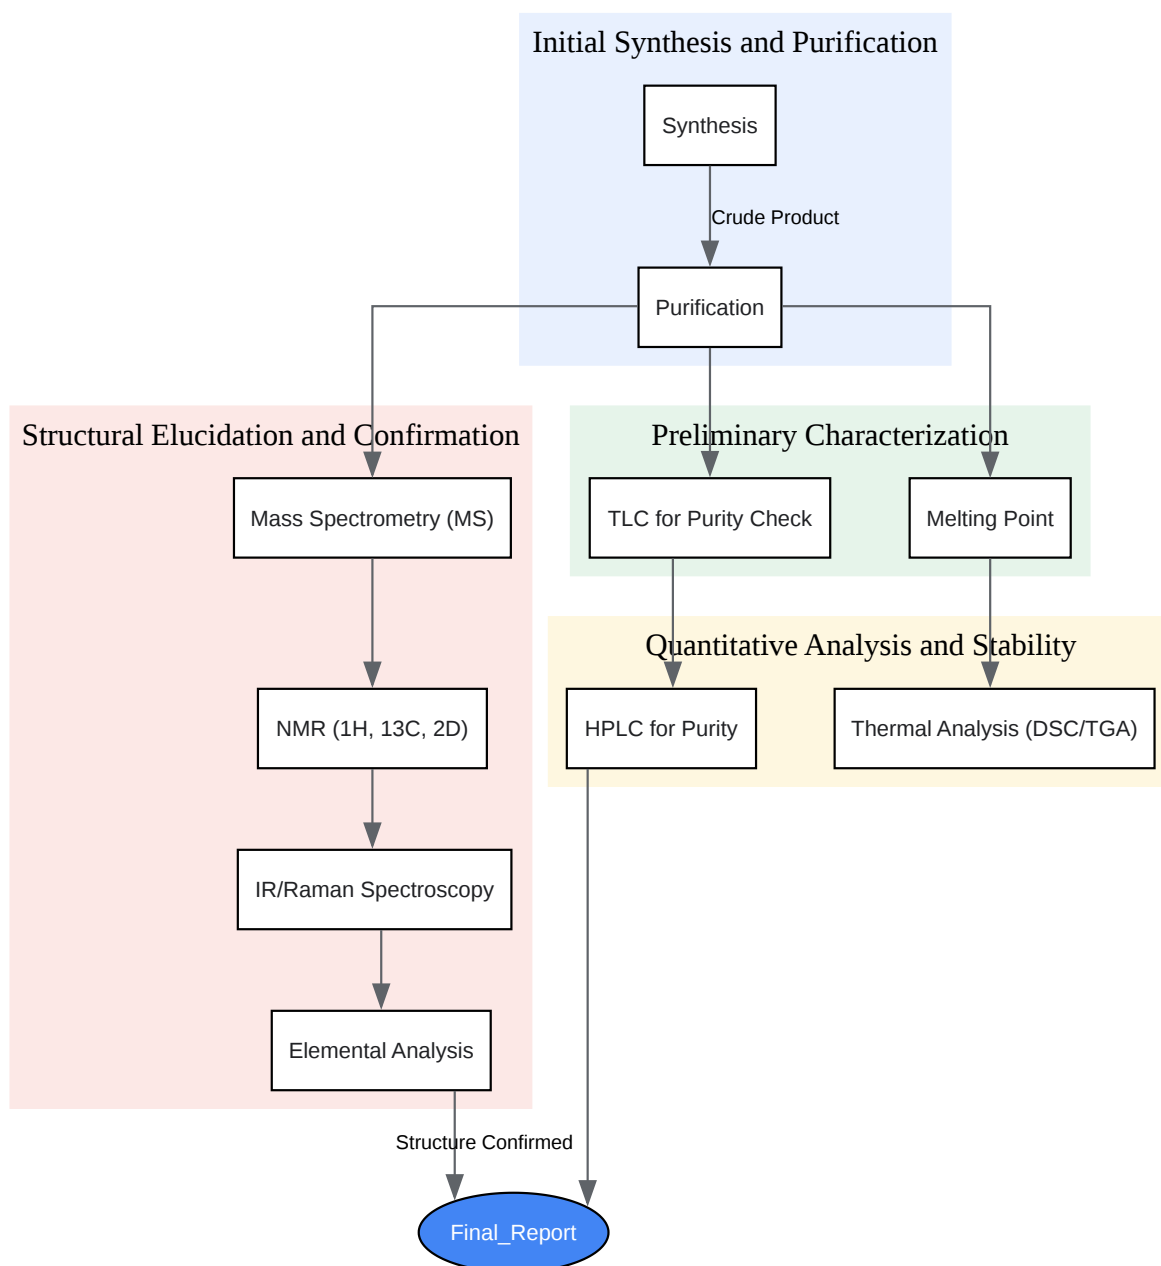 Initial Synthesis and Purification
Synthesis
Crude Product
Purification
Structural Elucidation and Confirmation
Preliminary Characterization
Mass Spectrometry (MS)
TLC for Purity Check
Melting Point
Quantitative Analysis and Stability
NMR (1H, 13C, 2D)
HPLC for Purity
Thermal Analysis (DSC/TGA)
IR/Raman Spectroscopy
Elemental Analysis
Structure Confirmed
Final_Report